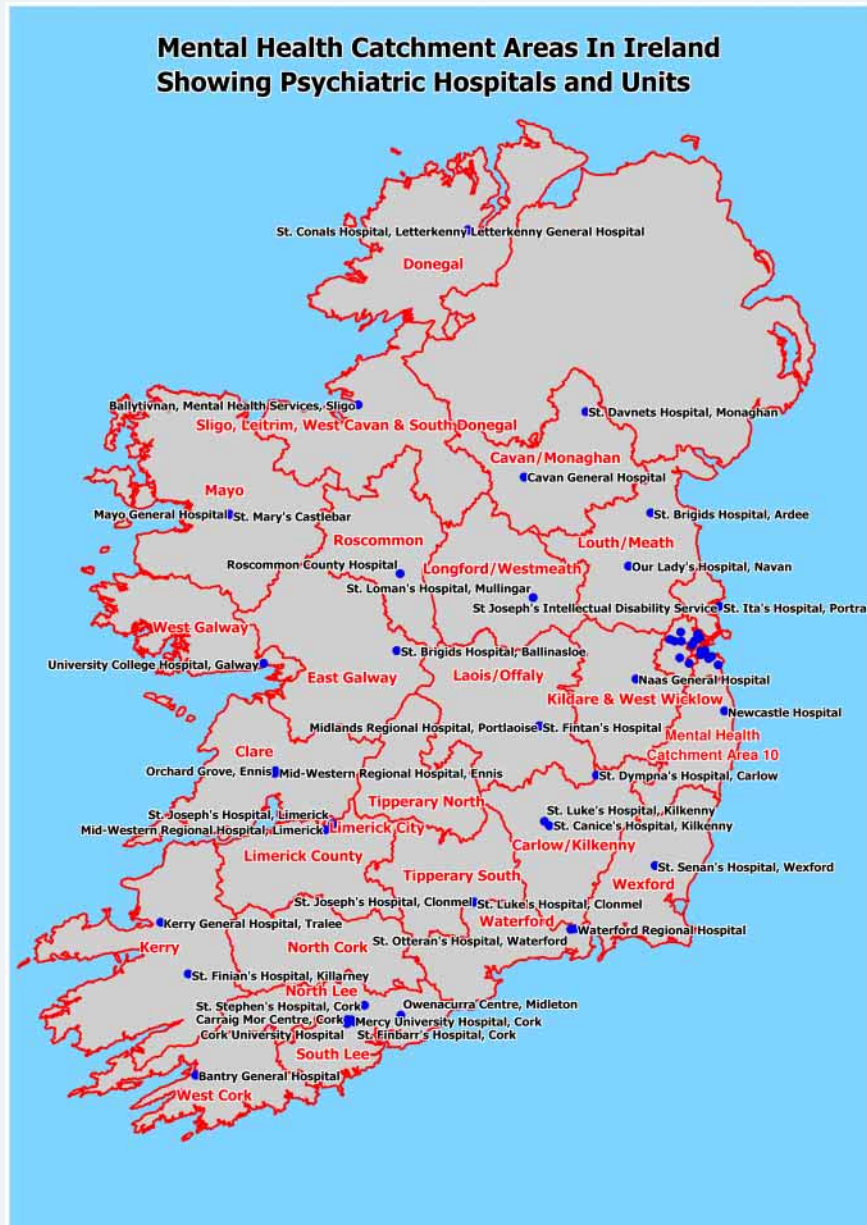 Mental Health Catchment Areas In Ireland
Showing Psychiatric Hospitals and Units
St. Conals Hospital, Letterkenny Letterkenny General Hospital
Donegal
Ballytivnan, Mental Health Services, Sligo
St. Davnets Hospital, Monaghan
Sligo, Leitrim, West Cavan & South Donegal
Cavan/Monaghan
Cavan General Hospital
Mayo
Mayo General Hospital
St. Mary's Castlebar
St. Brigids Hospital, Ardee
Roscommon
Louth/Meath
Roscommon County Hospital
Longford/Westmeath
Our Lady's Hospital, Navan
St. Loman's Hospital, Mullingar
St Joseph's Intellectual Disability Service
St. Ita's Hospital, Portra
West Galway
St. Brigids Hospital, Ballinasloe
University College Hospital, Galway
East Galway
Laois/Offaly
Naas General Hospital
Kildare & West Wicklow
Newcastle Hospital
Midlands Regional Hospital, Portlaoise
St. Fintan's Hospital
Mental Health
Catchment Area 10
Clare
Orchard Grove, Ennis
Mid-Western Regional Hospital, Ennis
St. Dympna's Hospital, Carlow
Tipperary North
St. Joseph's Hospital, Limerick
St. Luke's Hospital, Kilkenny
Mid-Western Regional Hospital, Limerick
Limerick City
St. Canice's Hospital, Kilkenny
Carlow/Kilkenny
Limerick County
Tipperary South
St. Senan's Hospital, Wexford
Wexford
St. Joseph's Hospital, Clonmel
St. Luke's Hospital, Clonmel
Kerry General Hospital, Tralee
Waterford
Waterford Regional Hospital
Kerry
North Cork
St. Otteran's Hospital, Waterford
St. Finian's Hospital, Killarney
North Lee
St. Stephen's Hospital, Cork
Owenacurra Centre, Midleton
Carraig Mor Centre, Cork
Mercy University Hospital, Cork
Cork University Hospital
St. Finbarr's Hospital, Cork
South Lee
Bantry General Hospital
West Cork